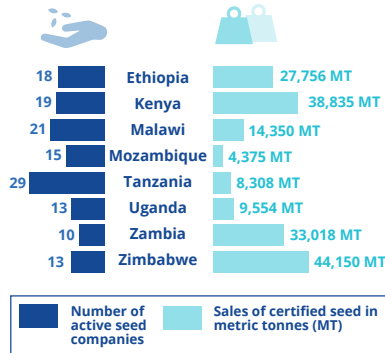 18 Ethiopia 27,756 MT
19 Kenya 38,835 MT
21 Malawi 14,350 MT
15 Mozambique 4,375 MT
29 Tanzania 8,308 MT
13 Uganda 9,554 MT
10 Zambia 33,018 MT
13 Zimbabwe 44,150 MT
Number of
active seed
companies
Sales of certified seed in
metric tonnes (MT)